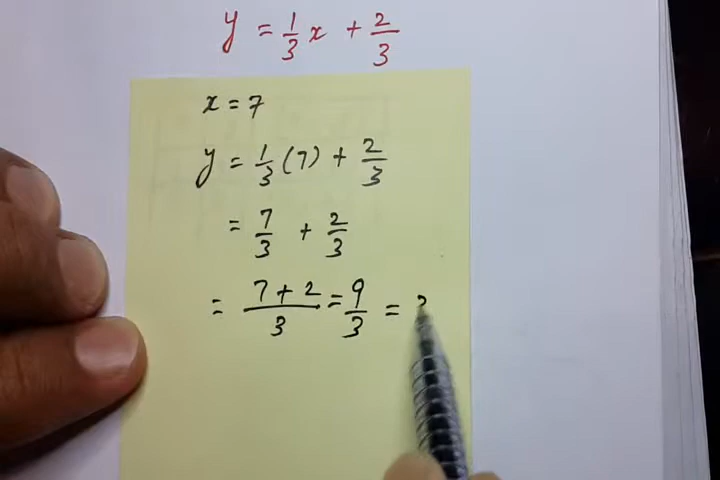 y = 1/3 x + 2/3
x = 7
y = 1/3 (7) + 2/3
= 7/3 + 2/3
= 7+2/3 = 9/3 =